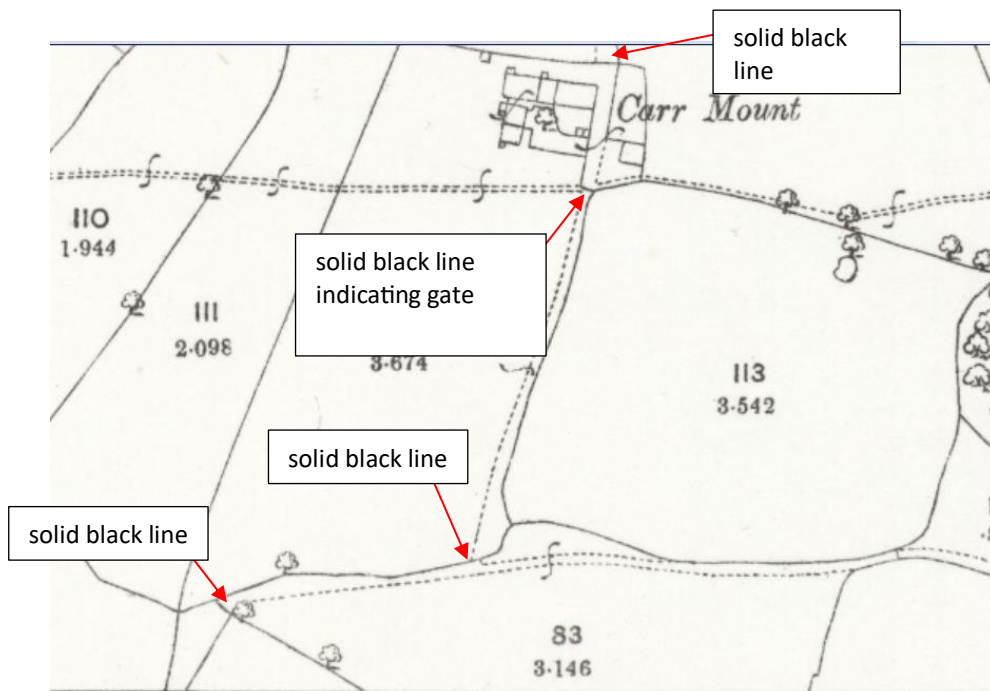 solid black
line
Carr Mount
110
1·944
solid black line
indicating gate
111
2·098
3·674
113
3·542
solid black line
solid black line
83
3·146